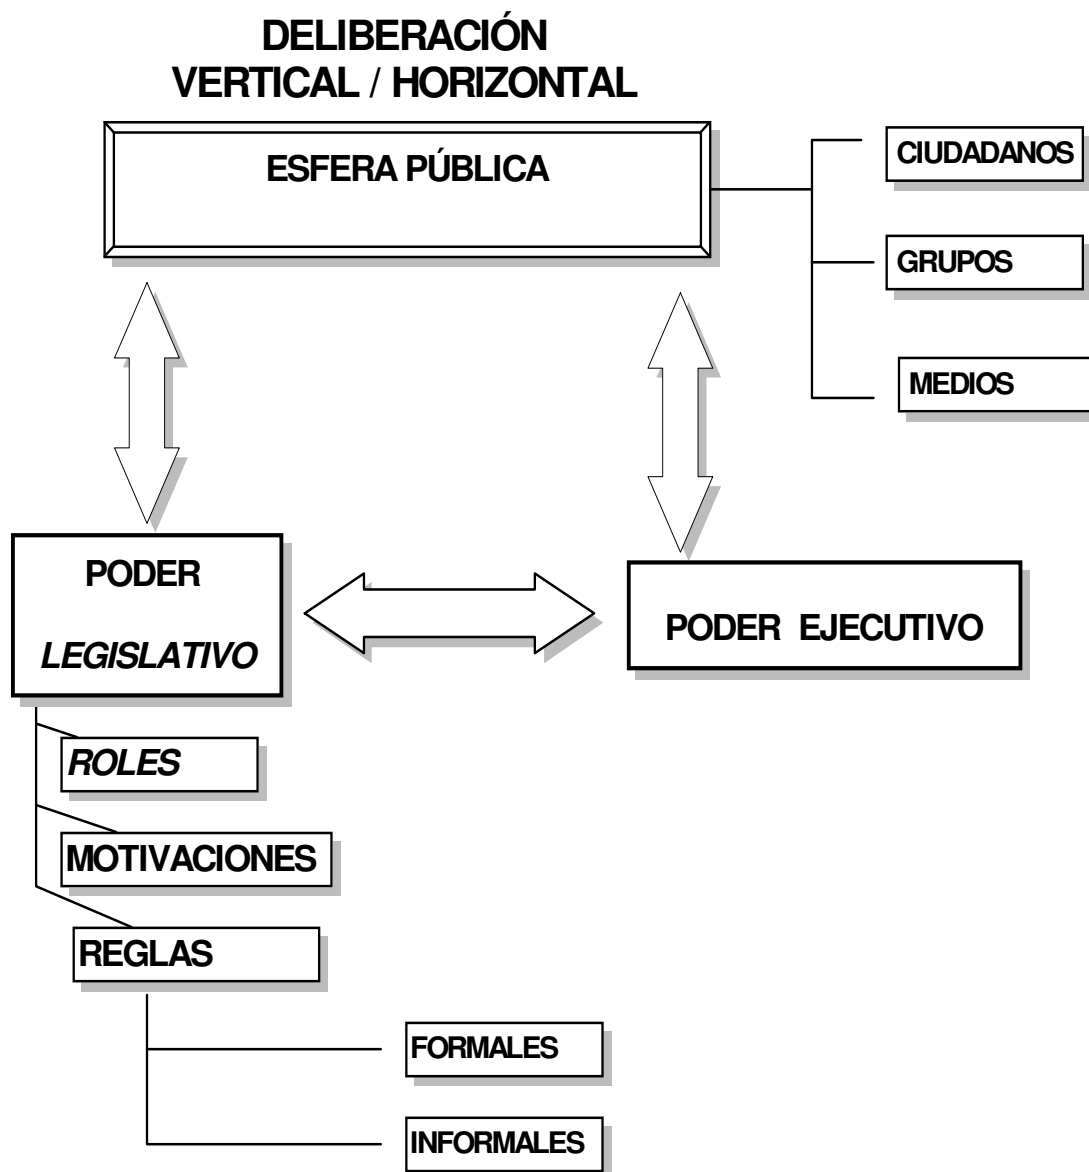 DELIBERACIÓN
VERTICAL / HORIZONTAL
ESFERA PÚBLICA
CIUDADANOS
GRUPOS
MEDIOS
PODER
LEGISLATIVO
PODER EJECUTIVO
ROLES
MOTIVACIONES
REGLAS
FORMALES
INFORMALES